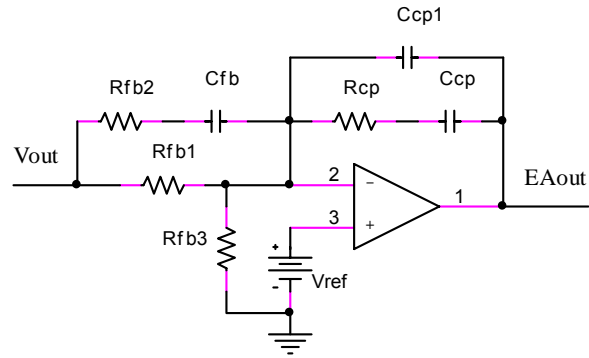 Ccp1
Rfb2
Cfb
Rcp
Ccp
Vout
Rfb1
2
−
1
EAout
3
+
Rfb3
+
-
Vref